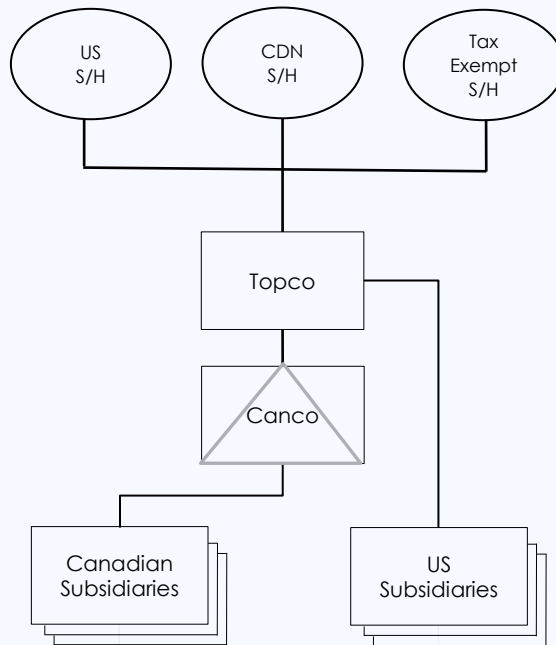 US
S/H
CDN
S/H
Tax
Exempt
S/H
Topco
Canco
Canadian
Subsidiaries
US
Subsidiaries